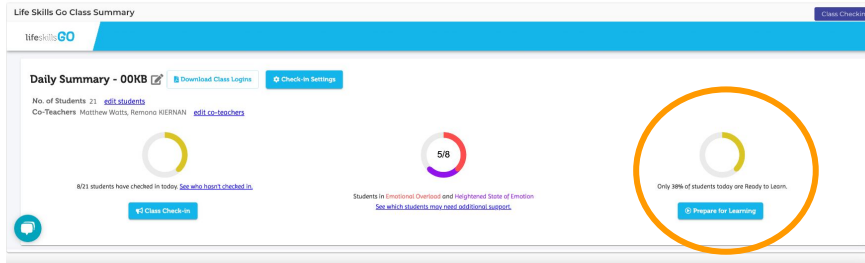 Life Skills Go Class Summary
Class Checkin
lifeskills GO
Daily Summary - 00KB
Download Class Logins
Check-in Settings
No. of Students 21 edit students
Co-Teachers Matthew Watts, Remona KIERNAN edit co-teachers
5/8
8/21 students have checked in today. See who hasn't checked in.
Students in Emotional Overload and Heightened State of Emotion
See which students may need additional support.
Only 38% of students today are Ready to Learn.
Class Check-in
Prepare for Learning